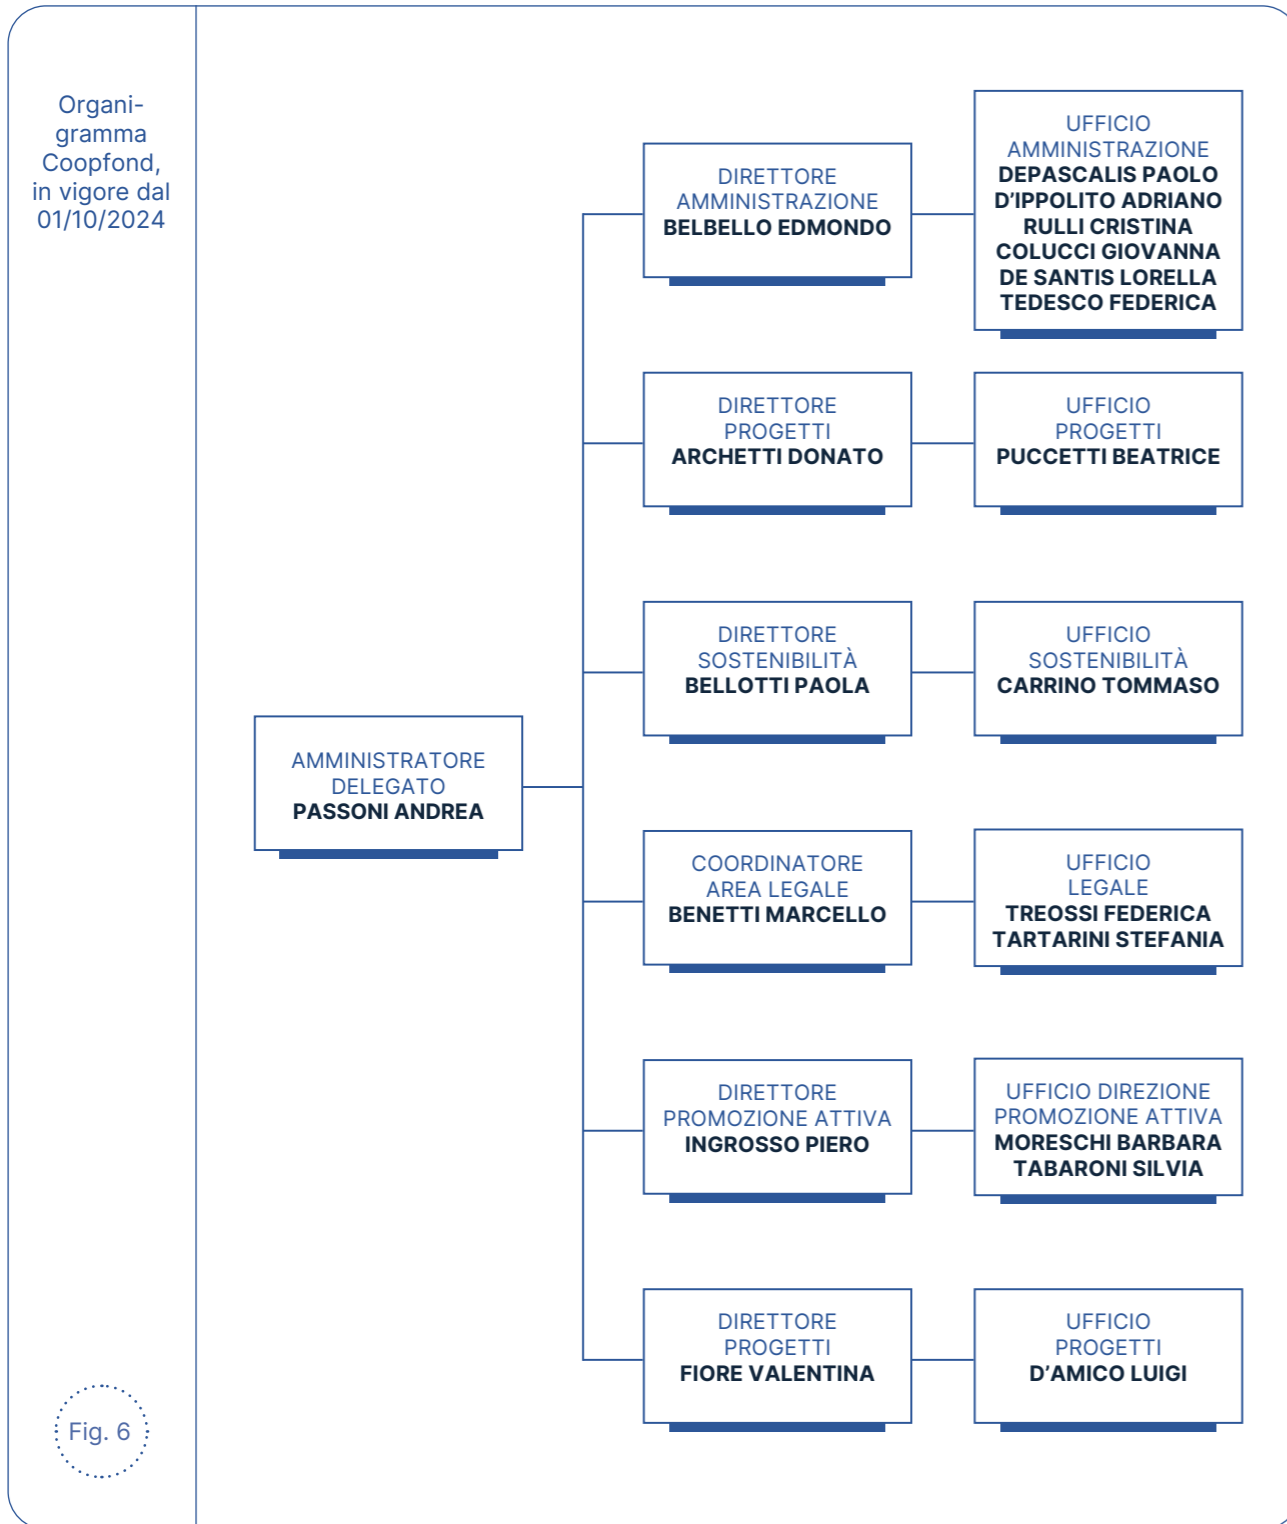 Organi-
gramma
Coopfond,
in vigore dal
01/10/2024
Fig. 6
AMMINISTRATORE
DELEGATO
PASSONI ANDREA
DIRETTORE
AMMINISTRAZIONE
BELBELLO EDMONDO
UFFICIO
AMMINISTRAZIONE
DEPASCALIS PAOLO
D’IPPOLITO ADRIANO
RULLI CRISTINA
COLUCCI GIOVANNA
DE SANTIS LORELLA
TEDESCO FEDERICA
DIRETTORE
PROGETTI
ARCHETTI DONATO
UFFICIO
PROGETTI
PUCCETTI BEATRICE
DIRETTORE
SOSTENIBILITÀ
BELLOTTI PAOLA
UFFICIO
SOSTENIBILITÀ
CARRINO TOMMASO
COORDINATORE
AREA LEGALE
BENETTI MARCELLO
UFFICIO
LEGALE
TREOSSI FEDERICA
TARTARINI STEFANIA
DIRETTORE
PROMOZIONE ATTIVA
INGROSSO PIERO
UFFICIO DIREZIONE
PROMOZIONE ATTIVA
MORESCHI BARBARA
TABARONI SILVIA
DIRETTORE
PROGETTI
FIORE VALENTINA
UFFICIO
PROGETTI
D’AMICO LUIGI